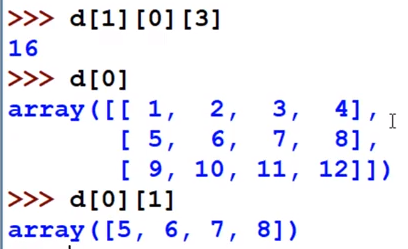 >>> d[1][0][3]
16
>>> d[0]
array([[ 1,  2,  3,  4],
       [ 5,  6,  7,  8],
       [ 9, 10, 11, 12]])
>>> d[0][1]
array([5, 6, 7, 8])